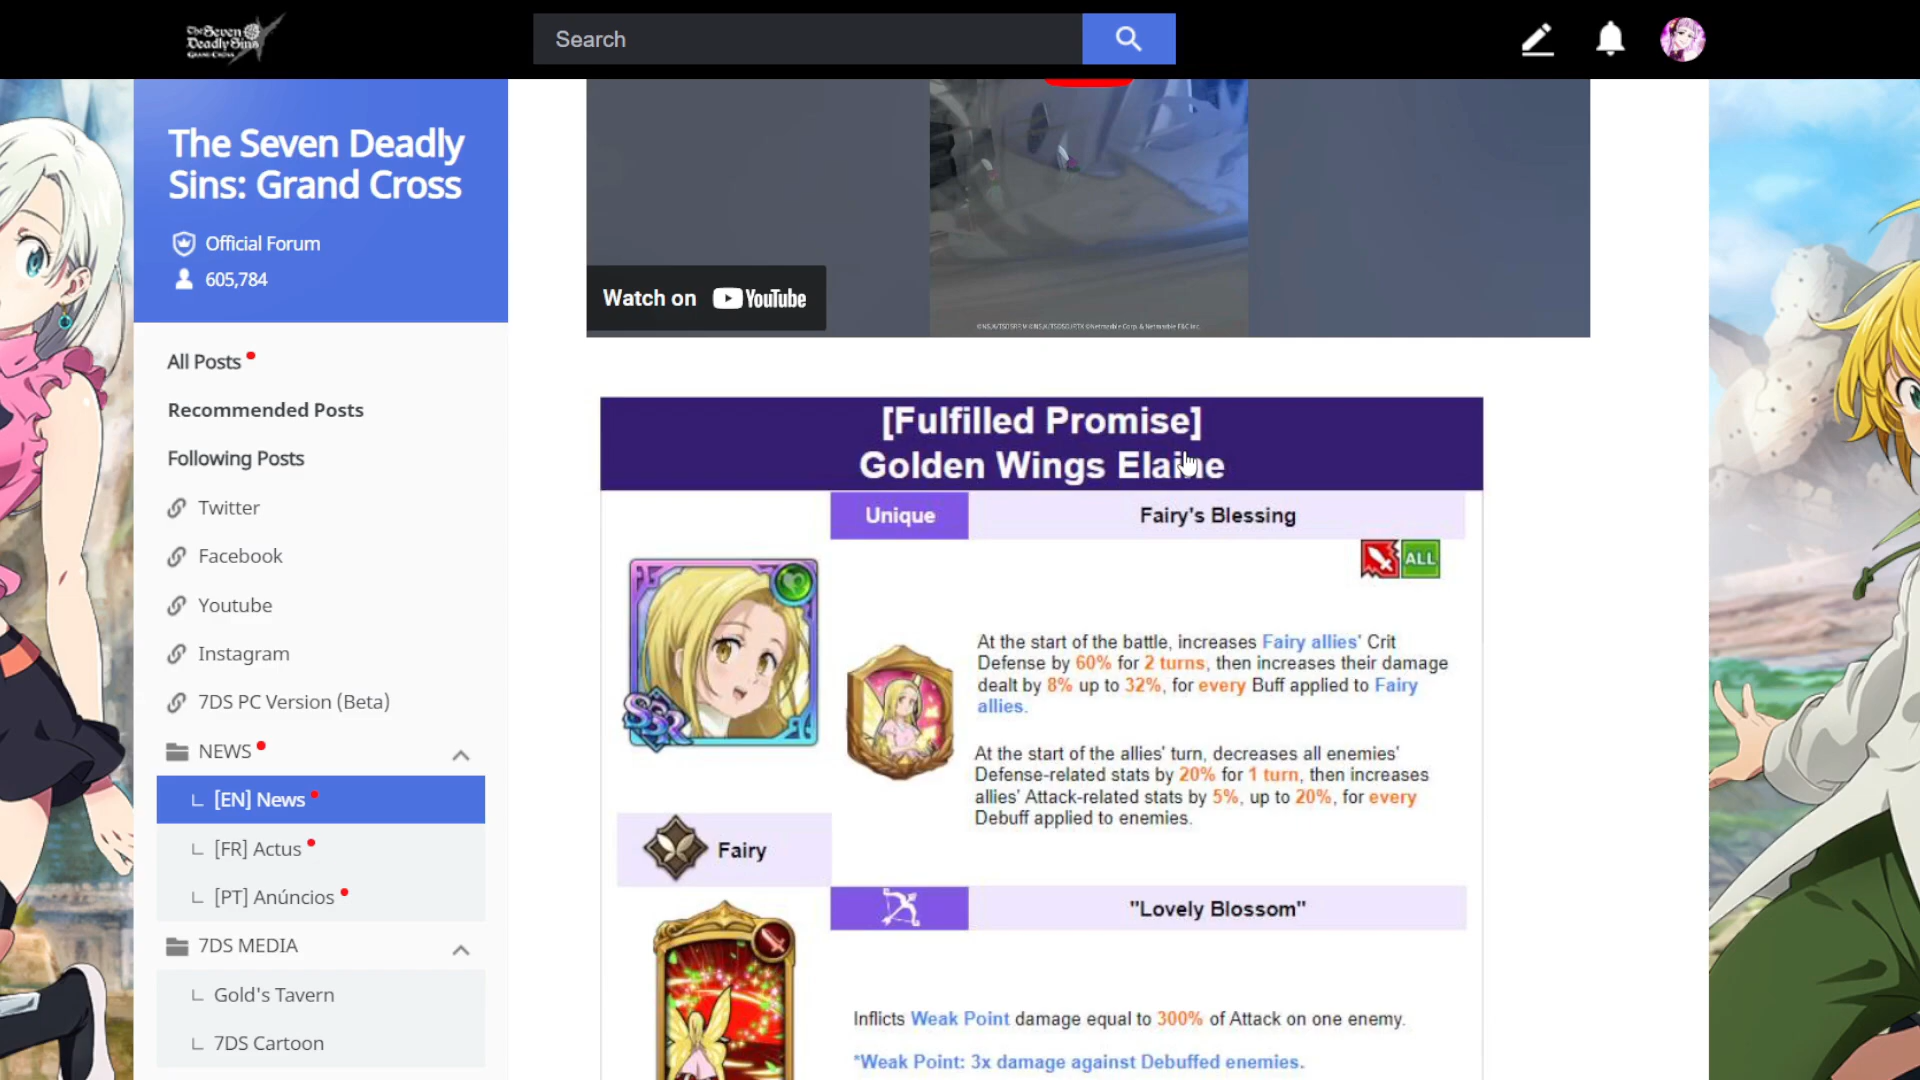 The Seven
Deadly Sins
GRAND CROSS
Search
The Seven Deadly
Sins: Grand Cross
Official Forum
605,784
All Posts
Recommended Posts
Following Posts
Twitter
Facebook
Youtube
Instagram
7DS PC Version (Beta)
NEWS
[EN] News
[FR] Actus
[PT] Anúncios
7DS MEDIA
Gold's Tavern
7DS Cartoon
Watch on YouTube
[Fulfilled Promise]
Golden Wings Elaine
Unique
Fairy's Blessing
ALL
At the start of the battle, increases Fairy allies' Crit
Defense by 60% for 2 turns, then increases their damage
dealt by 8% up to 32%, for every Buff applied to Fairy
allies.
At the start of the allies' turn, decreases all enemies'
Defense-related stats by 20% for 1 turn, then increases
allies' Attack-related stats by 5%, up to 20%, for every
Debuff applied to enemies.
SSR
Fairy
"Lovely Blossom"
Inflicts Weak Point damage equal to 300% of Attack on one enemy.
*Weak Point: 3x damage against Debuffed enemies.